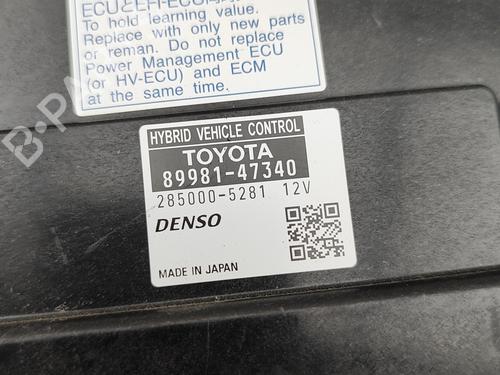 To hold learning value.
Replace with only new parts
or reman. Do not replace
Power Management ECU
(or HV-ECU) and ECM
at the same time.
HYBRID VEHICLE CONTROL
TOYOTA
89981-47340
285000-5281 12V
DENSO
MADE IN JAPAN